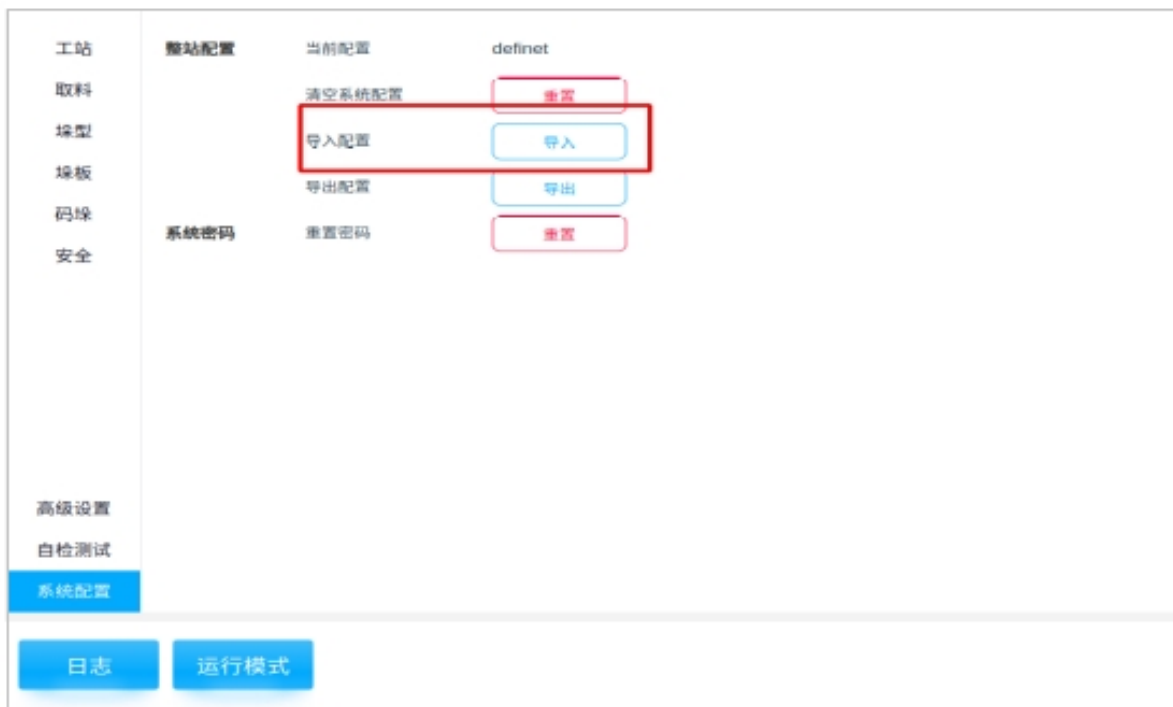 工站
取料
垛型
垛板
码垛
安全
高级设置
自检测试
系统配置
整站配置 当前配置 definet
清空系统配置 重置
导入配置 导入
导出配置 导出
系统密码 重置密码 重置
日志 运行模式